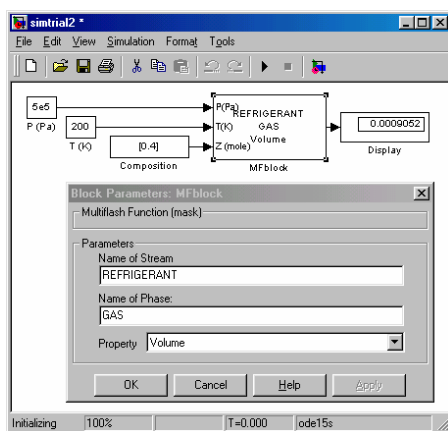 simtrial2 *
File Edit View Simulation Format Tools
5e5
P (Pa)
200
T (K)
[0.4]
Composition
P(Pa)
T(K)
Z (mole)
REFRIGERANT
GAS
Volume
MFblock
0.0009052
Display
Block Parameters: MFblock
Multiflash Function (mask)
Parameters
Name of Stream
REFRIGERANT
Name of Phase:
GAS
Property Volume
OK Cancel Help Apply
Initializing 100% T=0.000 ode15s